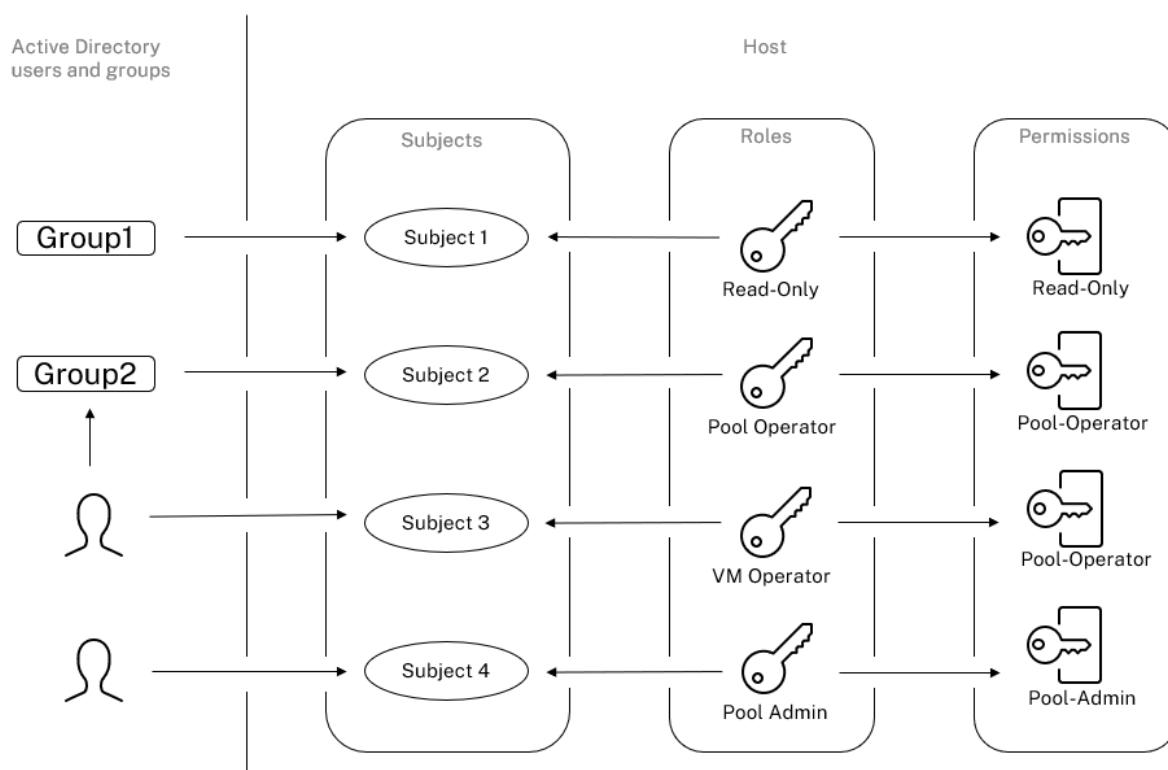 Active Directory
users and groups
Host
Subjects
Roles
Permissions
Group1
Subject 1
Read-Only
Read-Only
Group2
Subject 2
Pool Operator
Pool-Operator
Subject 3
VM Operator
Pool-Operator
Subject 4
Pool Admin
Pool-Admin